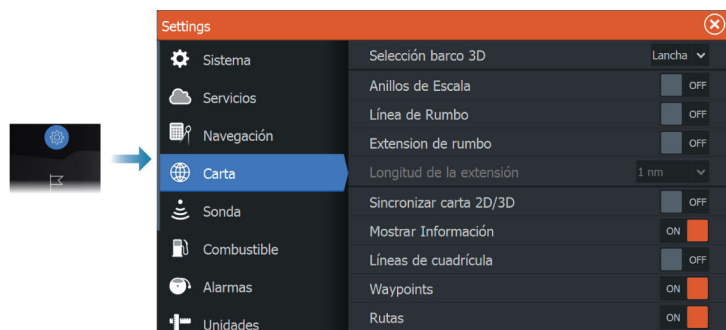 Settings
Sistema
Servicios
Navegación
Carta
Sonda
Combustible
Alarmas
Unidades
Selección barco 3D Lancha
Anillos de Escala OFF
Línea de Rumbo OFF
Extension de rumbo OFF
Longitud de la extensión 1 nm
Sincronizar carta 2D/3D OFF
Mostrar Información ON
Líneas de cuadrícula OFF
Waypoints ON
Rutas ON